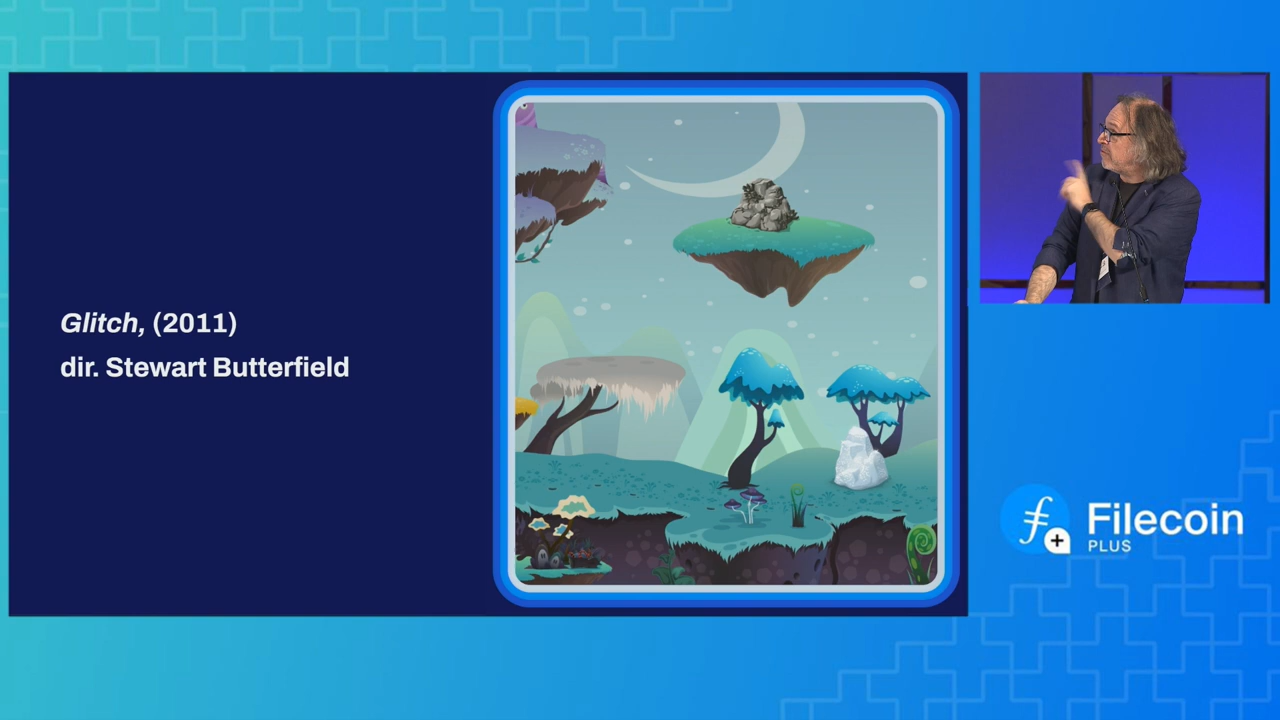 Glitch, (2011)
dir. Stewart Butterfield
Filecoin
PLUS